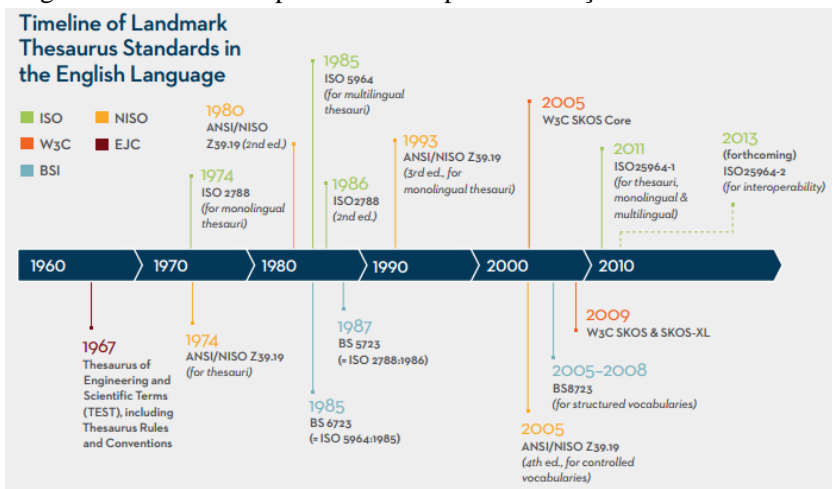 Timeline of Landmark
Thesaurus Standards in
the English Language
ISO
NISO
W3C
EJC
BSI
1974
ISO 2788
(for monolingual
thesauri)
1980
ANSI/NISO
Z39.19 (2nd ed.)
1985
ISO 5964
(for multilingual
thesauri)
1986
ISO2788
(2nd ed.)
1993
ANSI/NISO Z39.19
(3rd ed., for
monolingual thesauri)
2005
W3C SKOS Core
2011
ISO25964-1
(for thesauri,
monolingual &
multilingual)
2013
(forthcoming)
ISO25964-2
(for interoperability)
1960
1970
1980
1990
2000
2010
1967
Thesaurus of
Engineering and
Scientific Terms
(TEST), including
Thesaurus Rules
and Conventions
1974
ANSI/NISO Z39.19
(for thesauri)
1987
BS 5723
(= ISO 2788:1986)
1985
BS 6723
(= ISO 5964:1985)
2009
W3C SKOS & SKOS-XL
2005–2008
BS8723
(for structured vocabularies)
2005
ANSI/NISO Z39.19
(4th ed., for controlled
vocabularies)